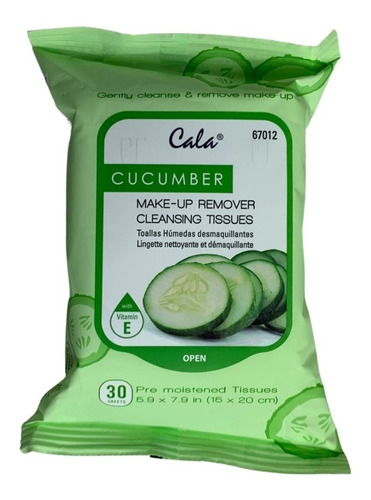 Gently cleanse & remove make up
Cala®
67012
CUCUMBER
MAKE-UP REMOVER
CLEANSING TISSUES
Toallas Húmedas desmaquillantes
Lingette nettoyante et démaquillante
with
Vitamin
E
OPEN
30
SHEETS
Pre moistened Tissues
5.9 x 7.9 in (15 x 20 cm)